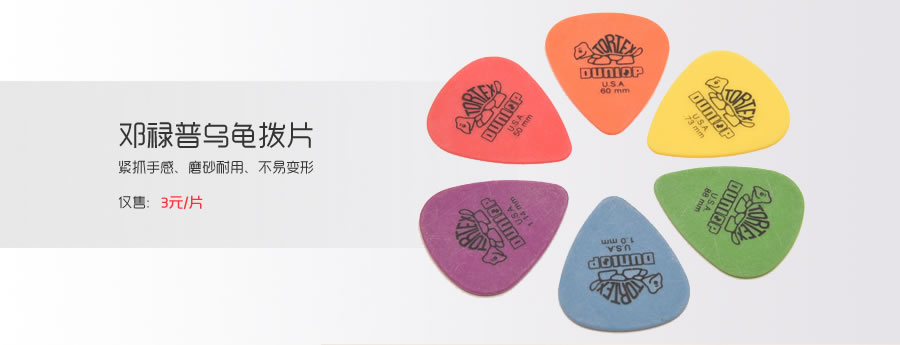 邓禄普乌龟拨片
紧抓手感、磨砂耐用、不易变形
仅售: 3元/片
TORTEX
DUNLOP
U.S.A.
.60 mm
TORTEX
DUNLOP
U.S.A.
.73 mm
TORTEX
DUNLOP
U.S.A.
.88 mm
TORTEX
DUNLOP
U.S.A.
1.0 mm
TORTEX
DUNLOP
U.S.A.
1.14 mm
TORTEX
DUNLOP
U.S.A.
.50 mm